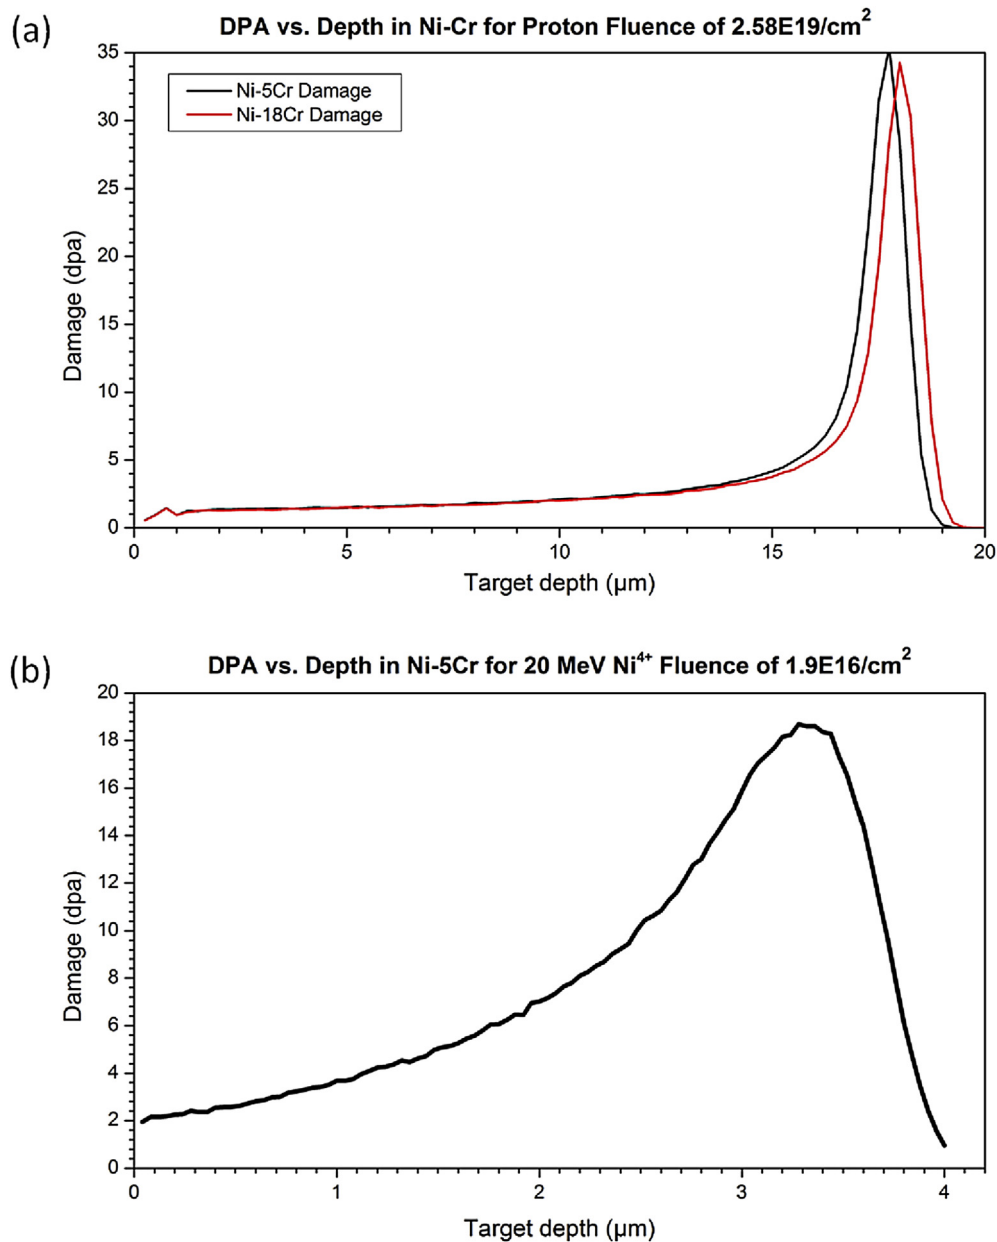 (a)
DPA vs. Depth in Ni-Cr for Proton Fluence of 2.58E19/cm²
35
30
25
20
15
10
5
0
Damage (dpa)
Ni-5Cr Damage
Ni-18Cr Damage
0 5 10 15 20
Target depth (µm)
(b)
DPA vs. Depth in Ni-5Cr for 20 MeV Ni⁴⁺ Fluence of 1.9E16/cm²
20
18
16
14
12
10
8
6
4
2
0
Damage (dpa)
0 1 2 3 4
Target depth (µm)